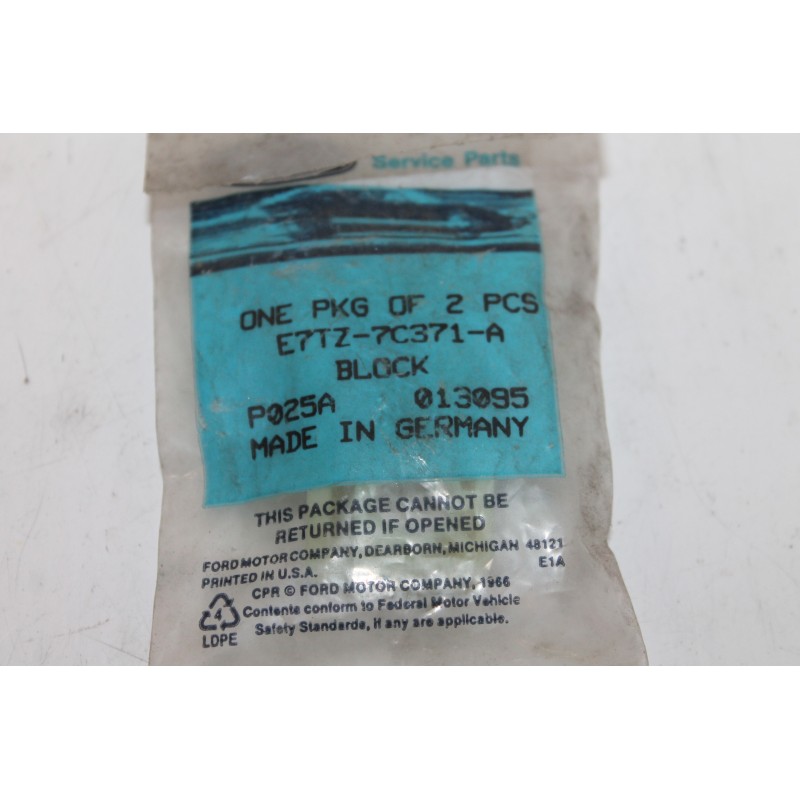 Service Parts
ONE PKG OF 2 PCS
E7TZ-7C371-A
BLOCK
P025A 013095
MADE IN GERMANY
THIS PACKAGE CANNOT BE
RETURNED IF OPENED
FORD MOTOR COMPANY, DEARBORN, MICHIGAN 48121
PRINTED IN U.S.A. E1A
CPR © FORD MOTOR COMPANY, 1966
4
LDPE
Contents conform to Federal Motor Vehicle
Safety Standards, if any are applicable.